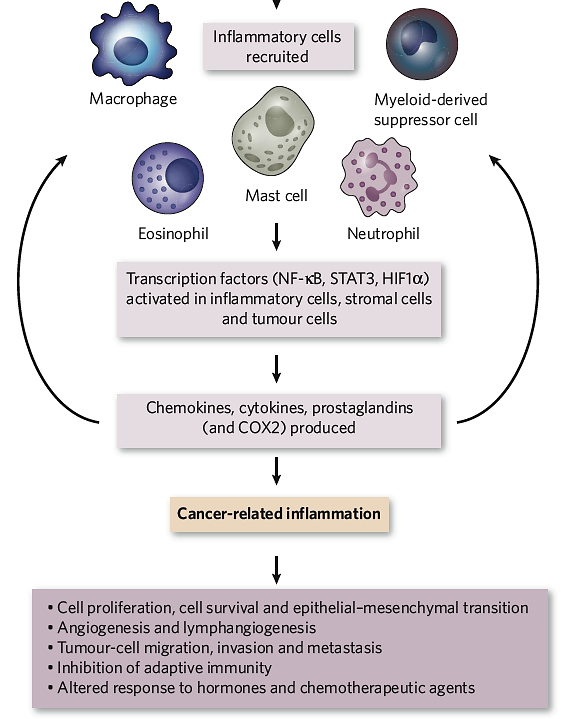 Inflammatory cells
recruited
Macrophage
Myeloid-derived
suppressor cell
Mast cell
Eosinophil
Neutrophil
Transcription factors (NF-κB, STAT3, HIF1α)
activated in inflammatory cells, stromal cells
and tumour cells
Chemokines, cytokines, prostaglandins
(and COX2) produced
Cancer-related inflammation
• Cell proliferation, cell survival and epithelial–mesenchymal transition
• Angiogenesis and lymphangiogenesis
• Tumour-cell migration, invasion and metastasis
• Inhibition of adaptive immunity
• Altered response to hormones and chemotherapeutic agents